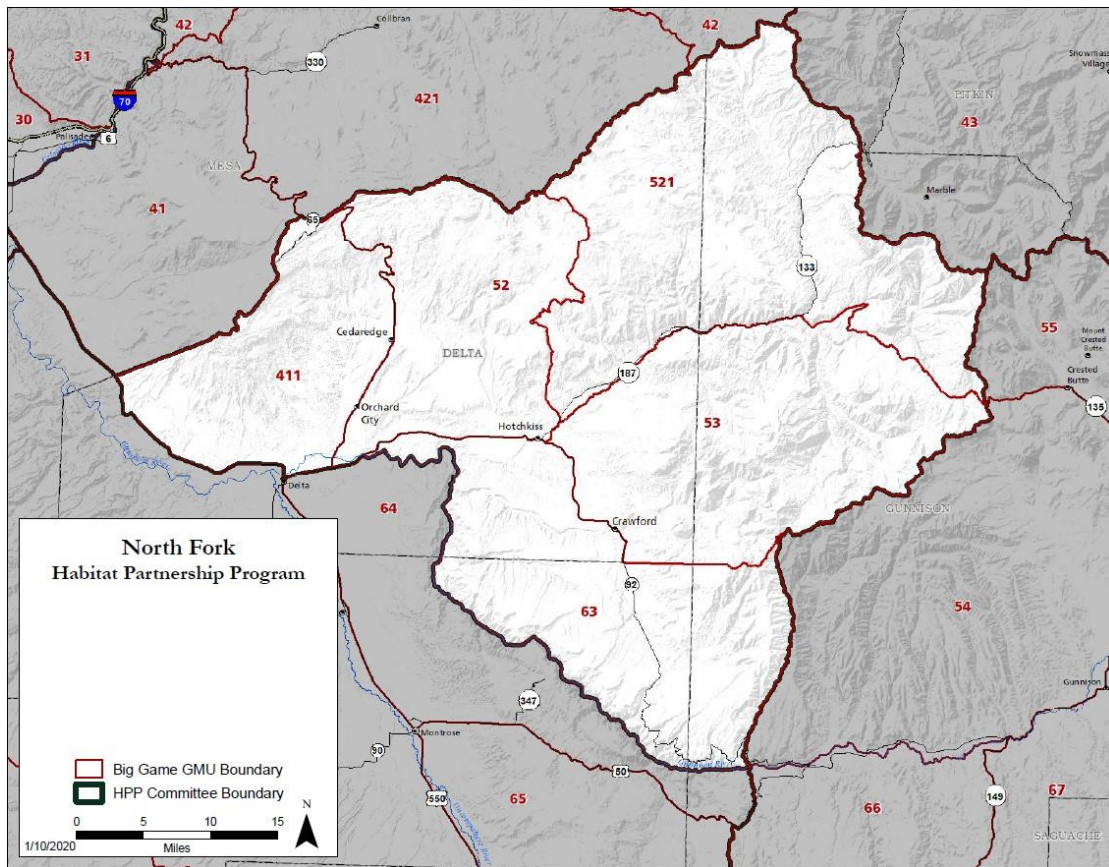 42
Collbran
42
31
330
Snowmass
Village
70
421
PITKIN
43
30
Palisade
6
MESA
521
Marble
41
65
133
52
55
Mount
Crested
Butte
Cedaredge
DELTA
Crested
Butte
411
187
135
Orchard
City
53
Hotchkiss
Delta
64
GUNNISON
Crawford
North Fork
Habitat Partnership Program
92
63
54
Gunnison
347
Montrose
90
50
550
65
66
149
67
SAGUACHE
Big Game GMU Boundary
HPP Committee Boundary
N
0 5 10 15
Miles
1/10/2020